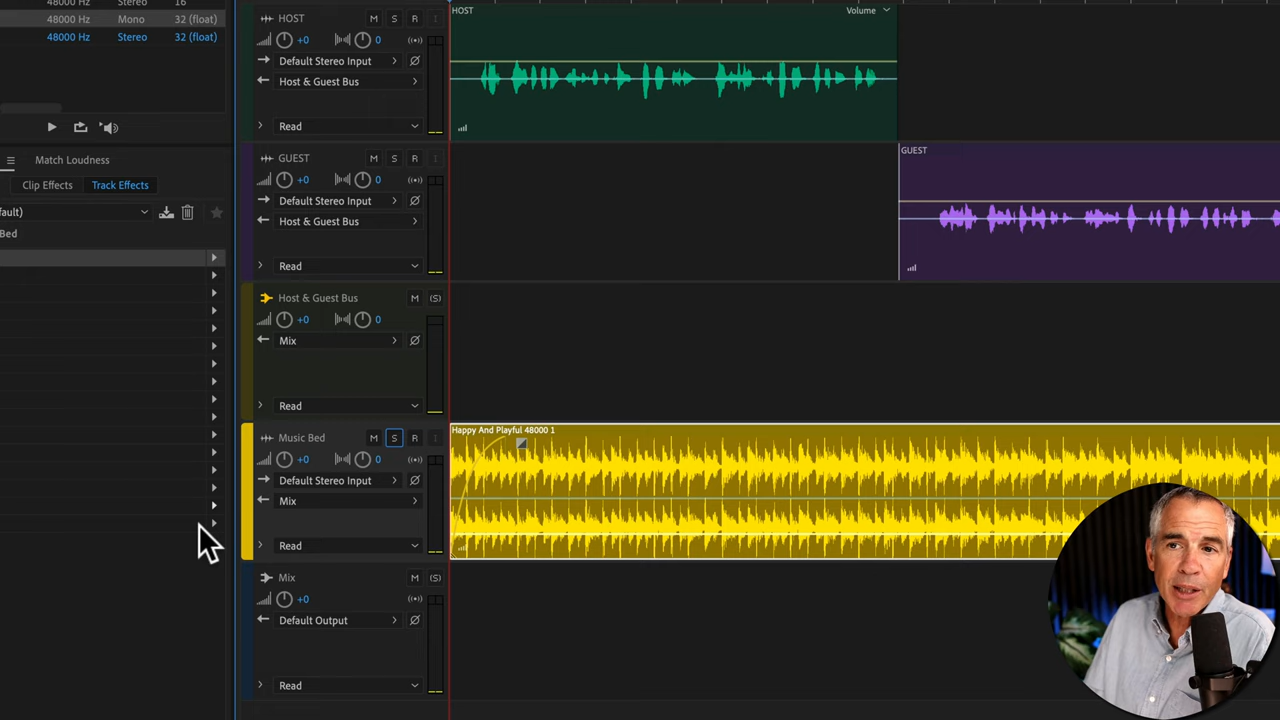 48000 Hz Mono 32 (float)
48000 Hz Stereo 32 (float)
Match Loudness
Clip Effects Track Effects
fault)
Bed
HOST M S R I
+0 0
Default Stereo Input
Host & Guest Bus
Read
HOST Volume
GUEST M S R I
+0 0
Default Stereo Input
Host & Guest Bus
Read
GUEST
Host & Guest Bus M (S)
+0 0
Mix
Read
Music Bed M S R I
+0 0
Default Stereo Input
Mix
Read
Happy And Playful 48000 1
Mix M (S)
+0
Default Output
Read